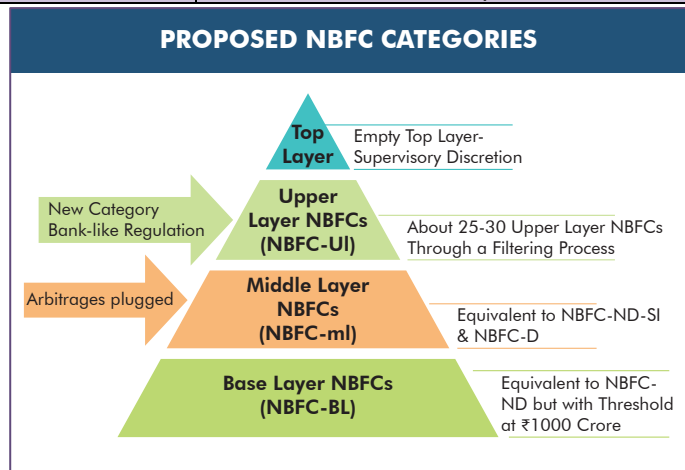 PROPOSED NBFC CATEGORIES
Top
Layer
Empty Top Layer-
Supervisory Discretion
New Category
Bank-like Regulation
Upper
Layer NBFCs
(NBFC-Ul)
About 25-30 Upper Layer NBFCs
Through a Filtering Process
Arbitrages plugged
Middle Layer
NBFCs
(NBFC-ml)
Equivalent to NBFC-ND-SI
& NBFC-D
Base Layer NBFCs
(NBFC-BL)
Equivalent to NBFC-
ND but with Threshold
at ₹1000 Crore